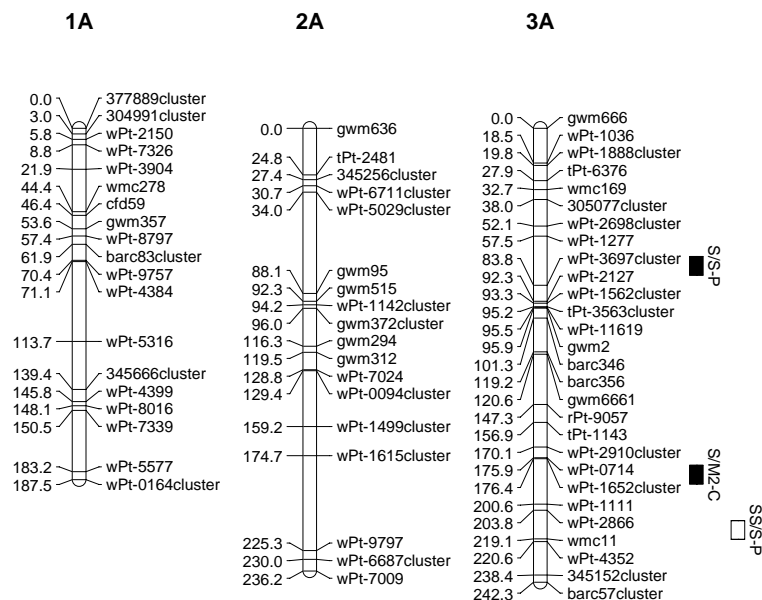 1A
0.0 377889cluster
3.0 304991cluster
5.8 wPt-2150
8.8 wPt-7326
21.9 wPt-3904
44.4 wmc278
46.4 cfd59
53.6 gwm357
57.4 wPt-8797
61.9 barc83cluster
70.4 wPt-9757
71.1 wPt-4384
113.7 wPt-5316
139.4 345666cluster
145.8 wPt-4399
148.1 wPt-8016
150.5 wPt-7339
183.2 wPt-5577
187.5 wPt-0164cluster
2A
0.0 gwm636
24.8 tPt-2481
27.4 345256cluster
30.7 wPt-6711cluster
34.0 wPt-5029cluster
88.1 gwm95
92.3 gwm515
94.2 wPt-1142cluster
96.0 gwm372cluster
116.3 gwm294
119.5 gwm312
128.8 wPt-7024
129.4 wPt-0094cluster
159.2 wPt-1499cluster
174.7 wPt-1615cluster
225.3 wPt-9797
230.0 wPt-6687cluster
236.2 wPt-7009
3A
0.0 gwm666
18.5 wPt-1036
19.8 wPt-1888cluster
27.9 tPt-6376
32.7 wmc169
38.0 305077cluster
52.1 wPt-2698cluster
57.5 wPt-1277
83.8 wPt-3697cluster
92.3 wPt-2127
93.3 wPt-1562cluster
95.2 tPt-3563cluster
95.5 wPt-11619
95.9 gwm2
101.3 barc346
119.2 barc356
120.6 gwm6661
147.3 rPt-9057
156.9 tPt-1143
170.1 wPt-2910cluster
175.9 wPt-0714
176.4 wPt-1652cluster
200.6 wPt-1111
203.8 wPt-2866
219.1 wmc11
220.6 wPt-4352
238.4 345152cluster
242.3 barc57cluster
S/S-P
S/M2-C
SS/S-P